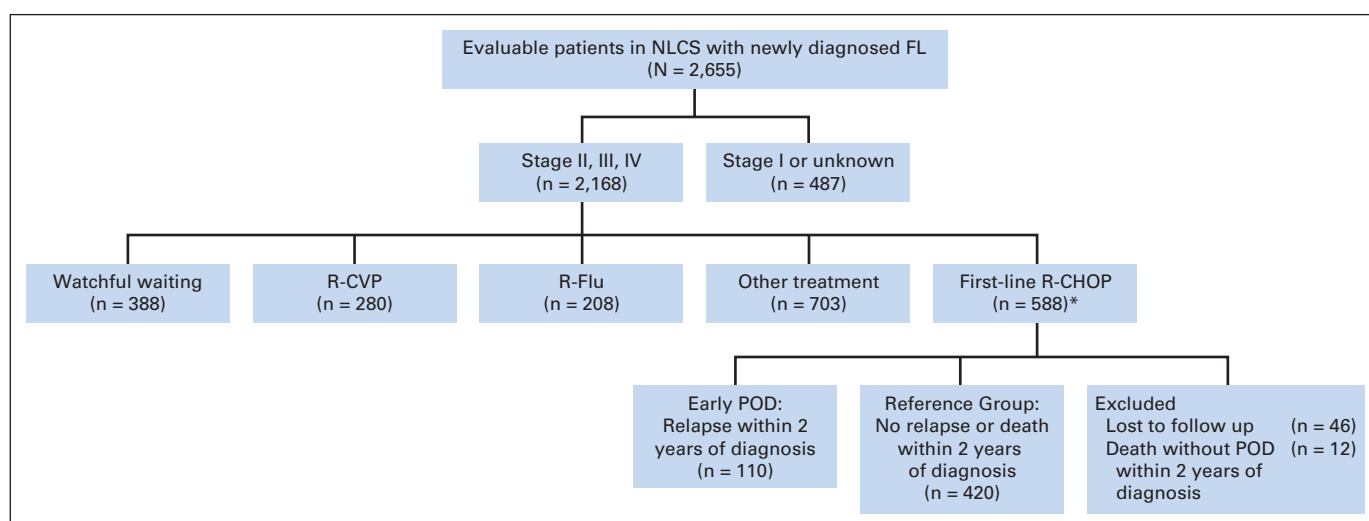 Evaluable patients in NLCS with newly diagnosed FL
(N = 2,655)
Stage II, III, IV
(n = 2,168)
Stage I or unknown
(n = 487)
Watchful waiting
(n = 388)
R-CVP
(n = 280)
R-Flu
(n = 208)
Other treatment
(n = 703)
First-line R-CHOP
(n = 588)*
Early POD:
Relapse within 2
years of diagnosis
(n = 110)
Reference Group:
No relapse or death
within 2 years
of diagnosis
(n = 420)
Excluded
Lost to follow up (n = 46)
Death without POD (n = 12)
within 2 years of
diagnosis